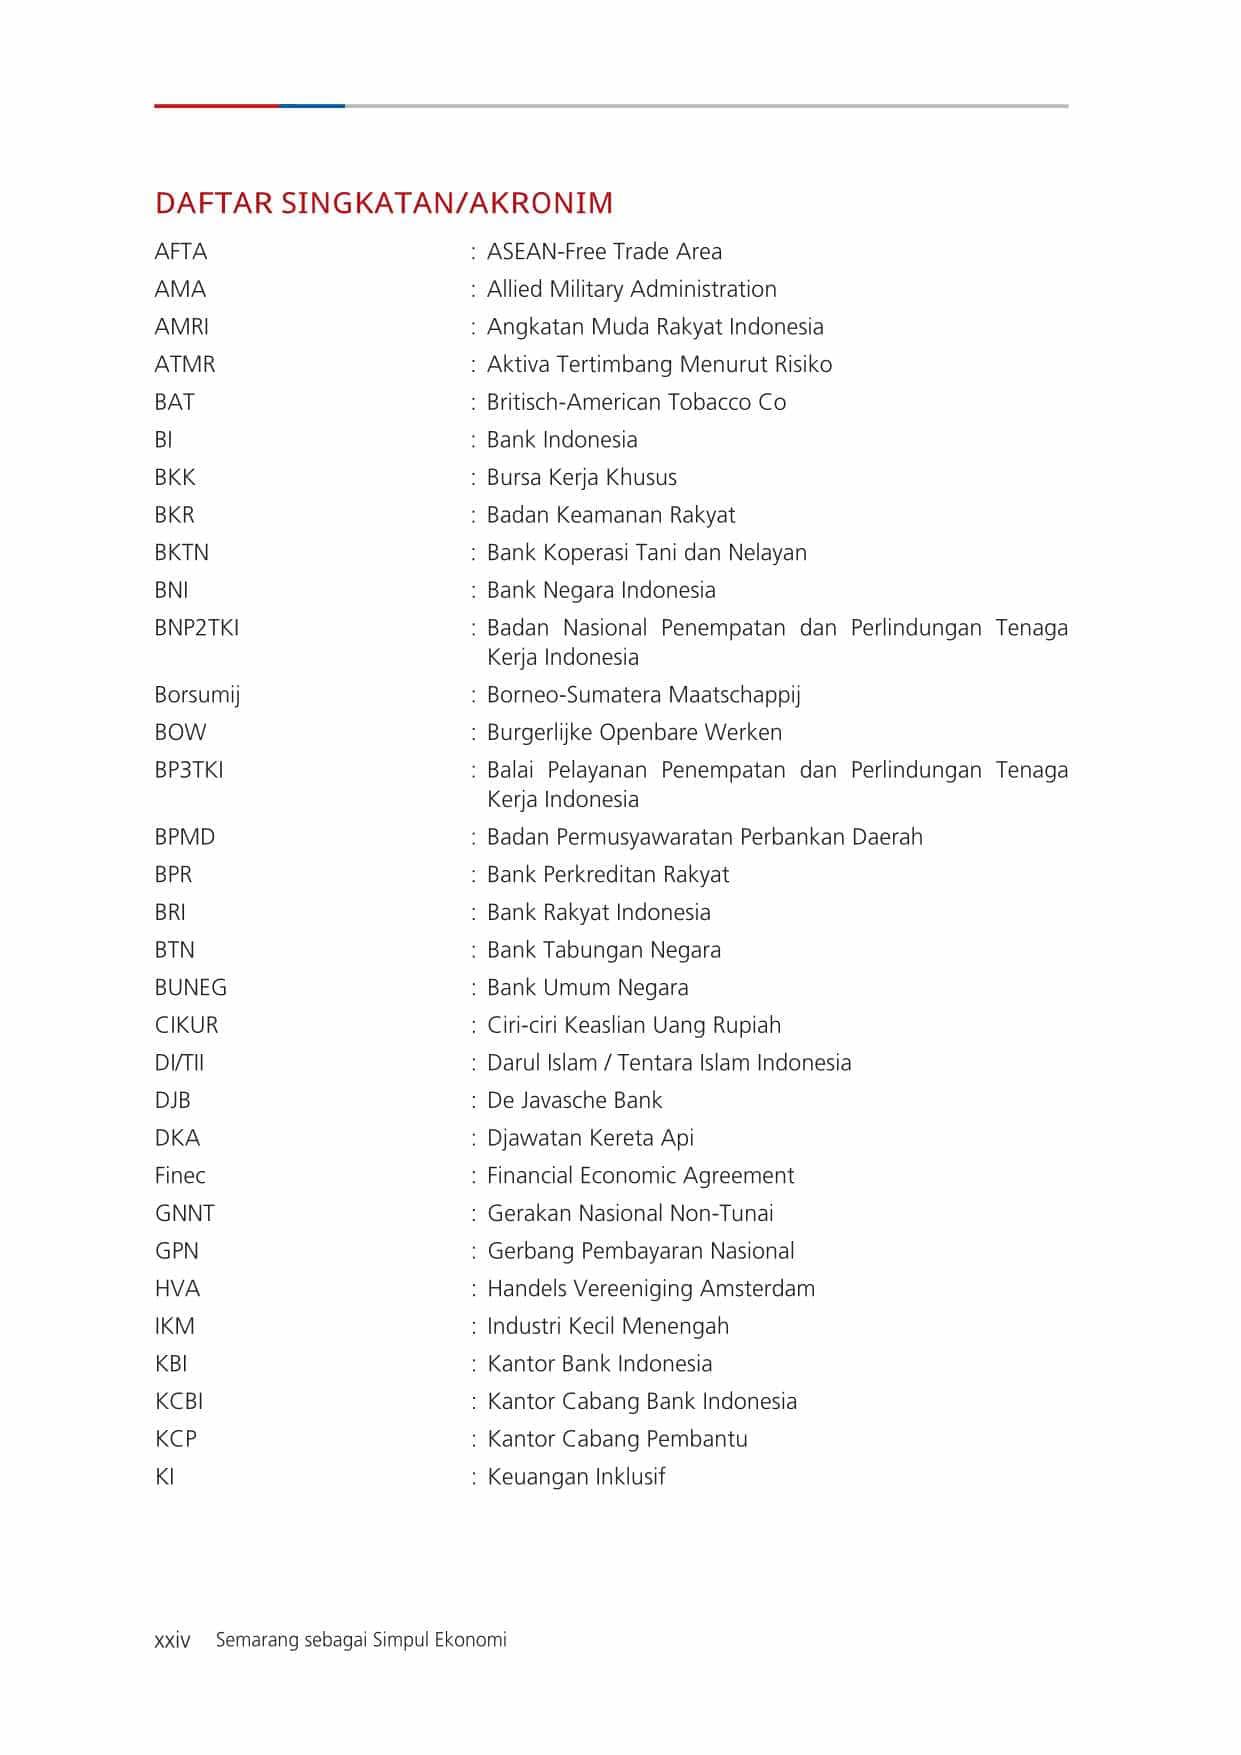 DAFTAR SINGKATAN/AKRONIM
AFTA : ASEAN-Free Trade Area
AMA : Allied Military Administration
AMRI : Angkatan Muda Rakyat Indonesia
ATMR : Aktiva Tertimbang Menurut Risiko
BAT : Britisch-American Tobacco Co
BI : Bank Indonesia
BKK : Bursa Kerja Khusus
BKR : Badan Keamanan Rakyat
BKTN : Bank Koperasi Tani dan Nelayan
BNI : Bank Negara Indonesia
BNP2TKI : Badan Nasional Penempatan dan Perlindungan Tenaga
Kerja Indonesia
Borsumij : Borneo-Sumatera Maatschappij
BOW : Burgerlijke Openbare Werken
BP3TKI : Balai Pelayanan Penempatan dan Perlindungan Tenaga
Kerja Indonesia
BPMD : Badan Permusyawaratan Perbankan Daerah
BPR : Bank Perkreditan Rakyat
BRI : Bank Rakyat Indonesia
BTN : Bank Tabungan Negara
BUNEG : Bank Umum Negara
CIKUR : Ciri-ciri Keaslian Uang Rupiah
DI/TII : Darul Islam / Tentara Islam Indonesia
DJB : De Javasche Bank
DKA : Djawatan Kereta Api
Finec : Financial Economic Agreement
GNNT : Gerakan Nasional Non-Tunai
GPN : Gerbang Pembayaran Nasional
HVA : Handels Vereeniging Amsterdam
IKM : Industri Kecil Menengah
KBI : Kantor Bank Indonesia
KCBI : Kantor Cabang Bank Indonesia
KCP : Kantor Cabang Pembantu
KI : Keuangan Inklusif
xxiv Semarang sebagai Simpul Ekonomi